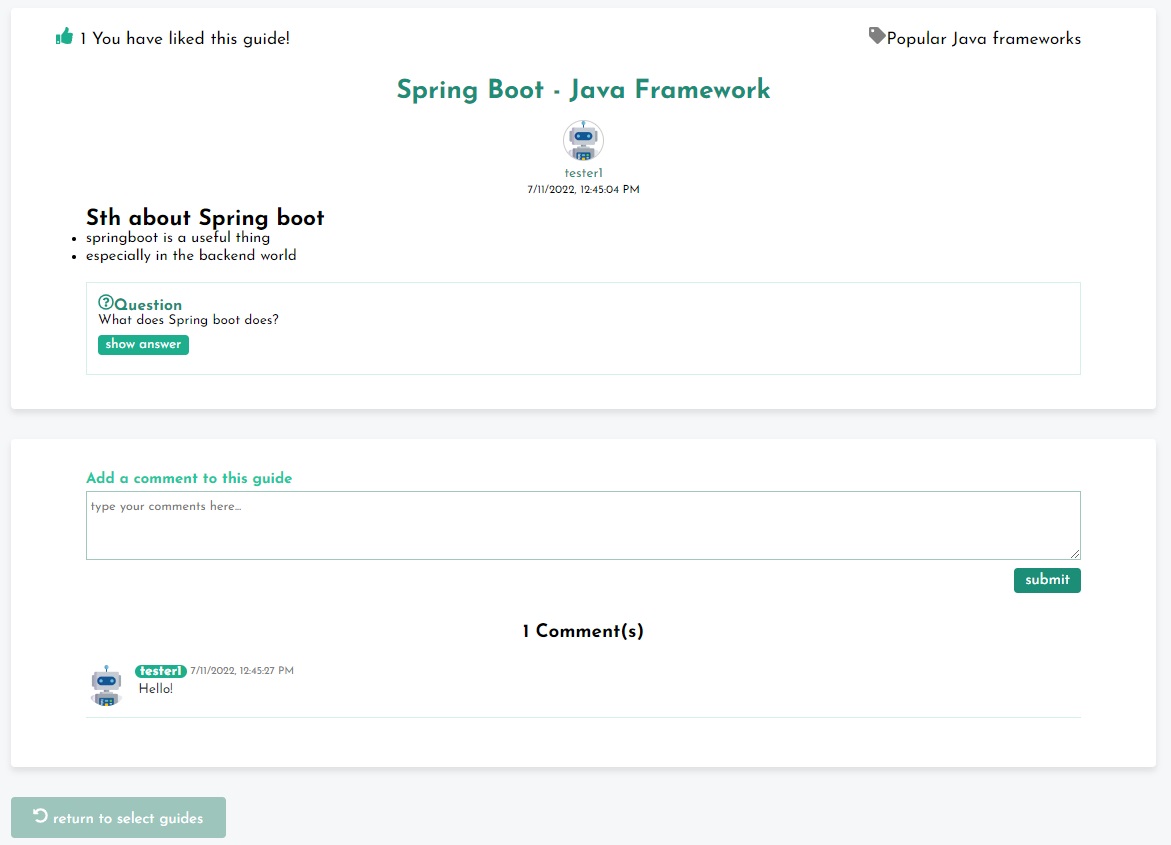 1 You have liked this guide!
Popular Java frameworks
Spring Boot - Java Framework
tester1
7/11/2022, 12:45:04 PM
Sth about Spring boot
springboot is a useful thing
especially in the backend world
Question
What does Spring boot does?
show answer
Add a comment to this guide
type your comments here...
submit
1 Comment(s)
tester1 7/11/2022, 12:45:27 PM
Hello!
return to select guides